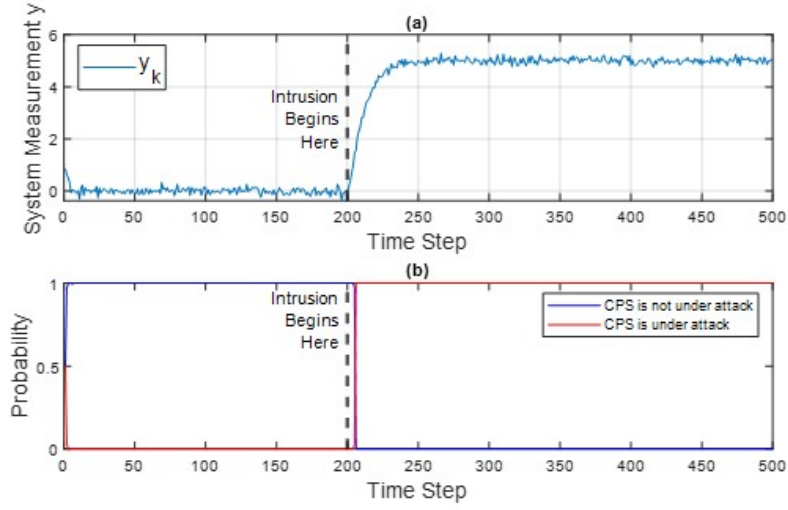 (a)
System Measurement y
6
4
2
0
y_k
Intrusion
Begins
Here
0 50 100 150 200 250 300 350 400 450 500
Time Step
(b)
Probability
1
0.5
0
Intrusion
Begins
Here
CPS is not under attack
CPS is under attack
0 50 100 150 200 250 300 350 400 450 500
Time Step